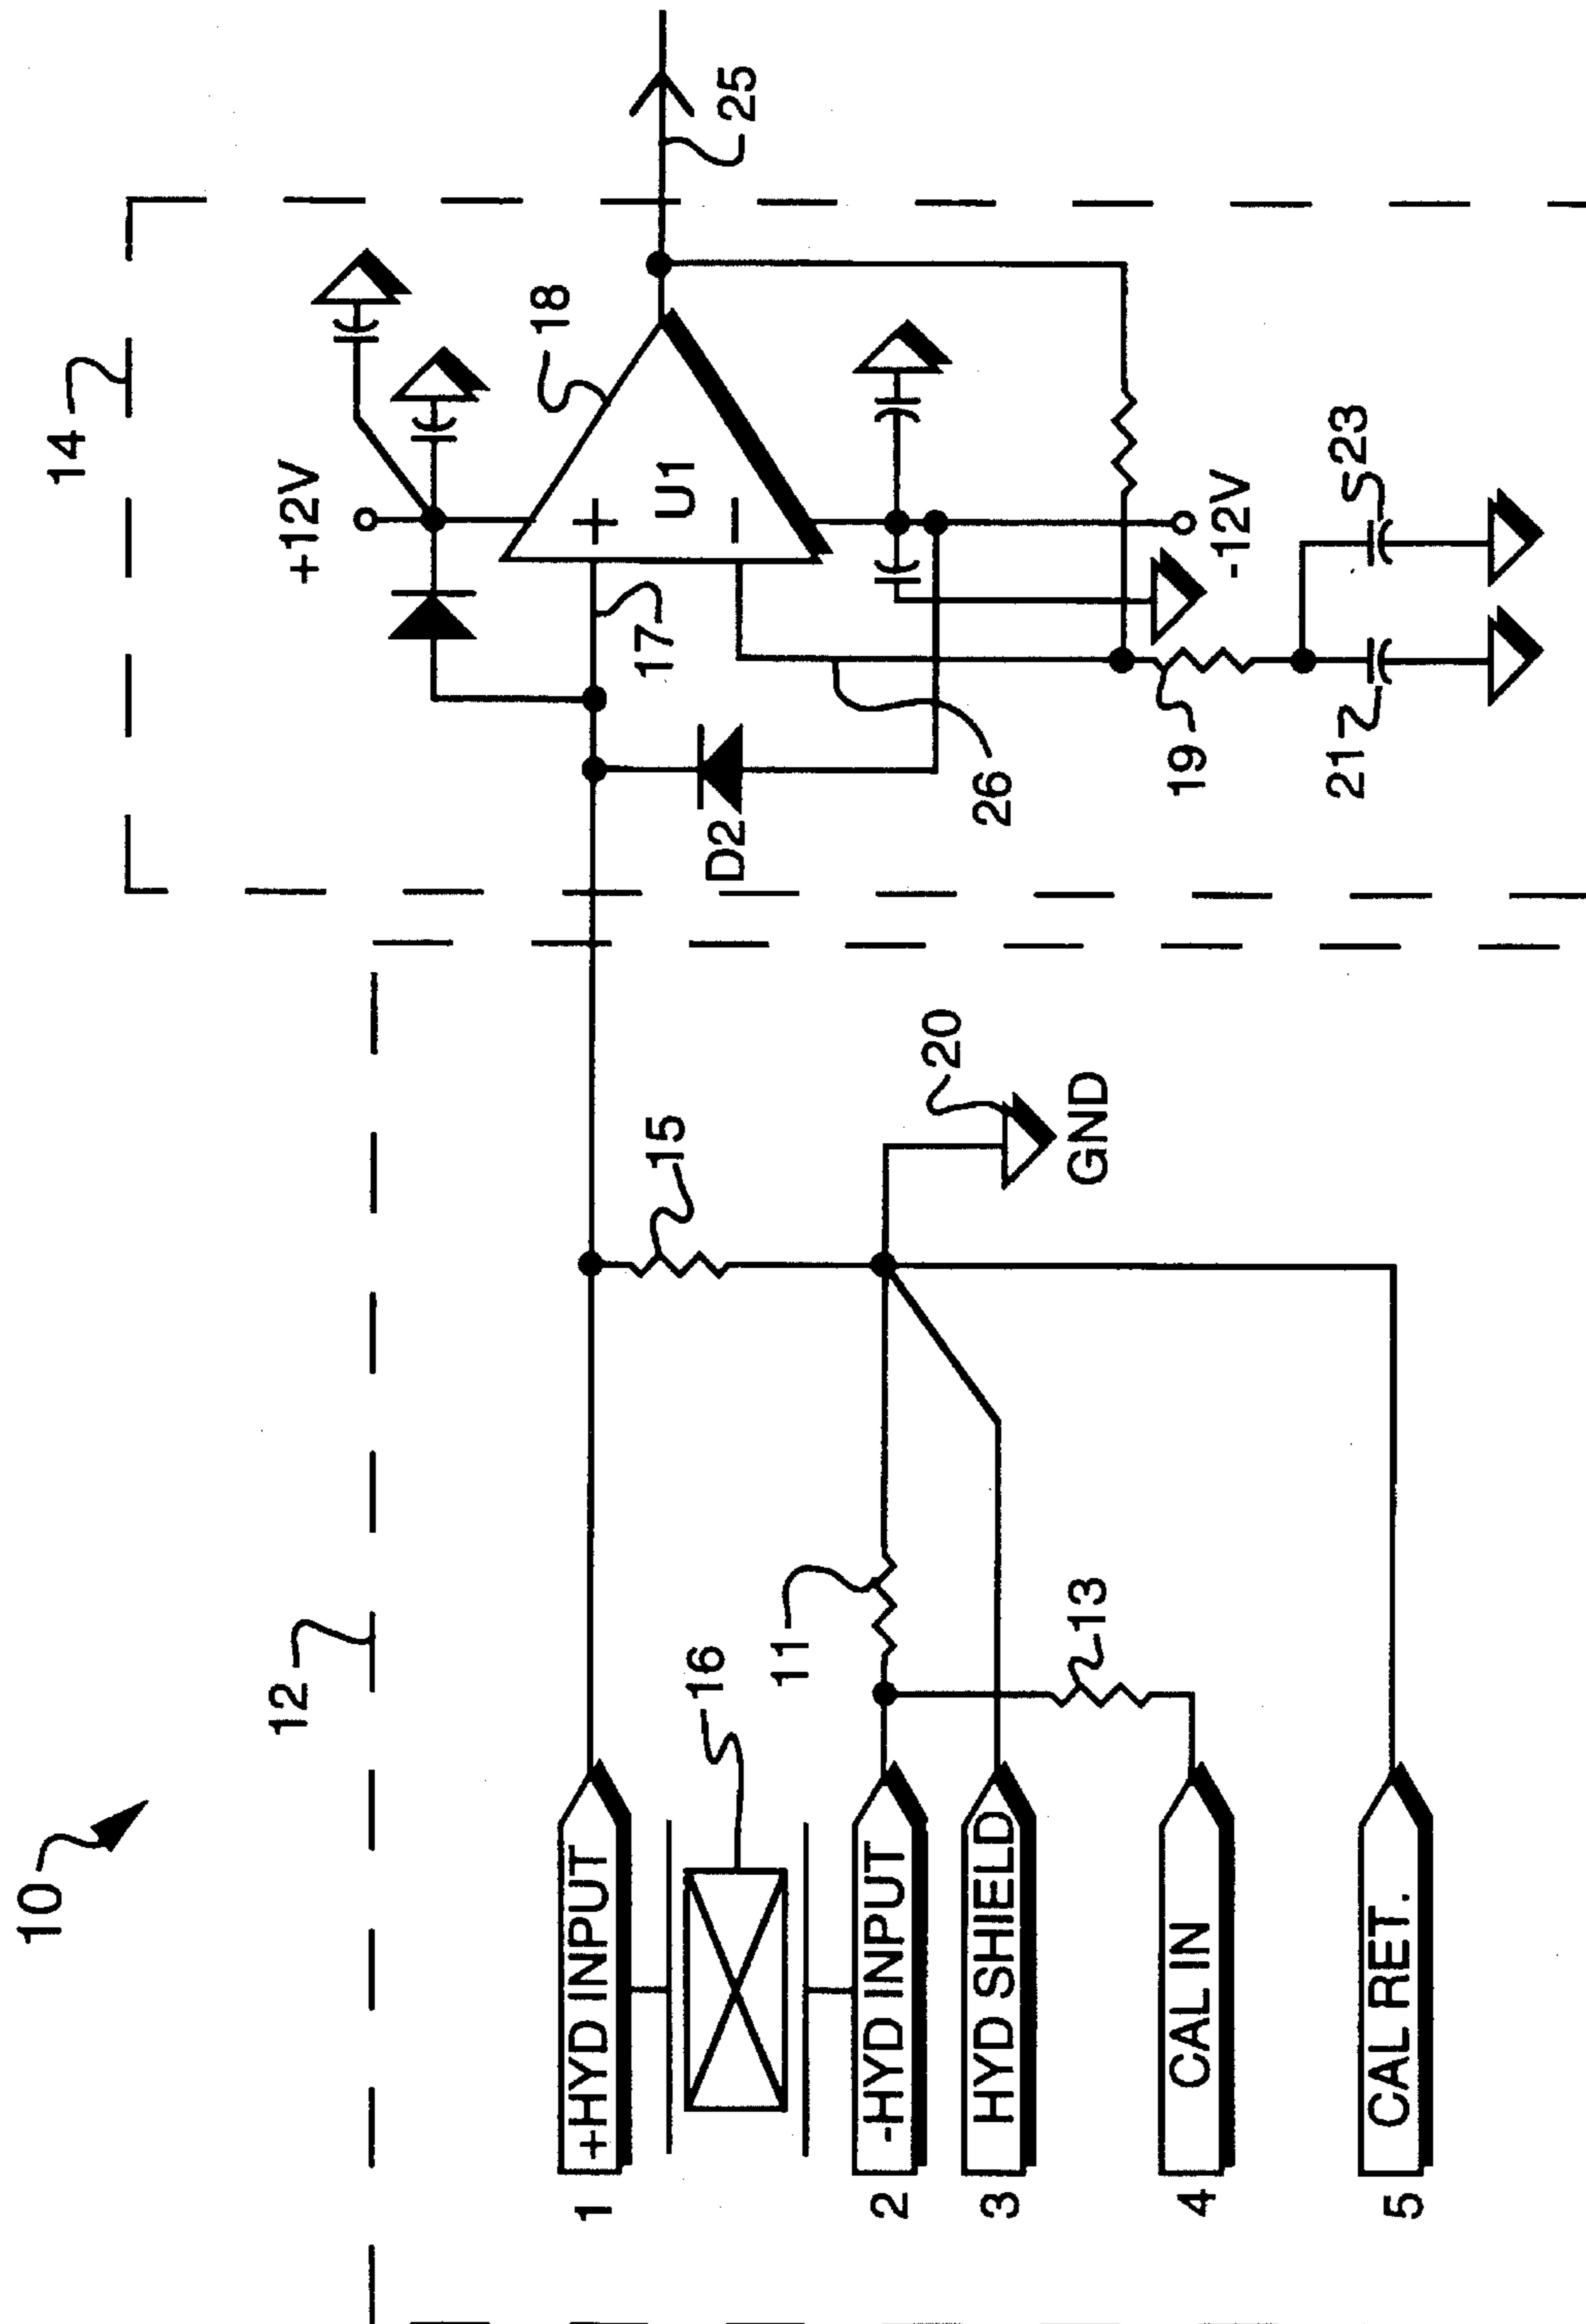 10
12
14
+12V
18
U1
+
−
17
25
D2
26
-12V
19
21
23
15
20
GND
16
11
13
1
+HYD INPUT
2
-HYD INPUT
3
HYD SHIELD
4
CAL IN
5
CAL RET.